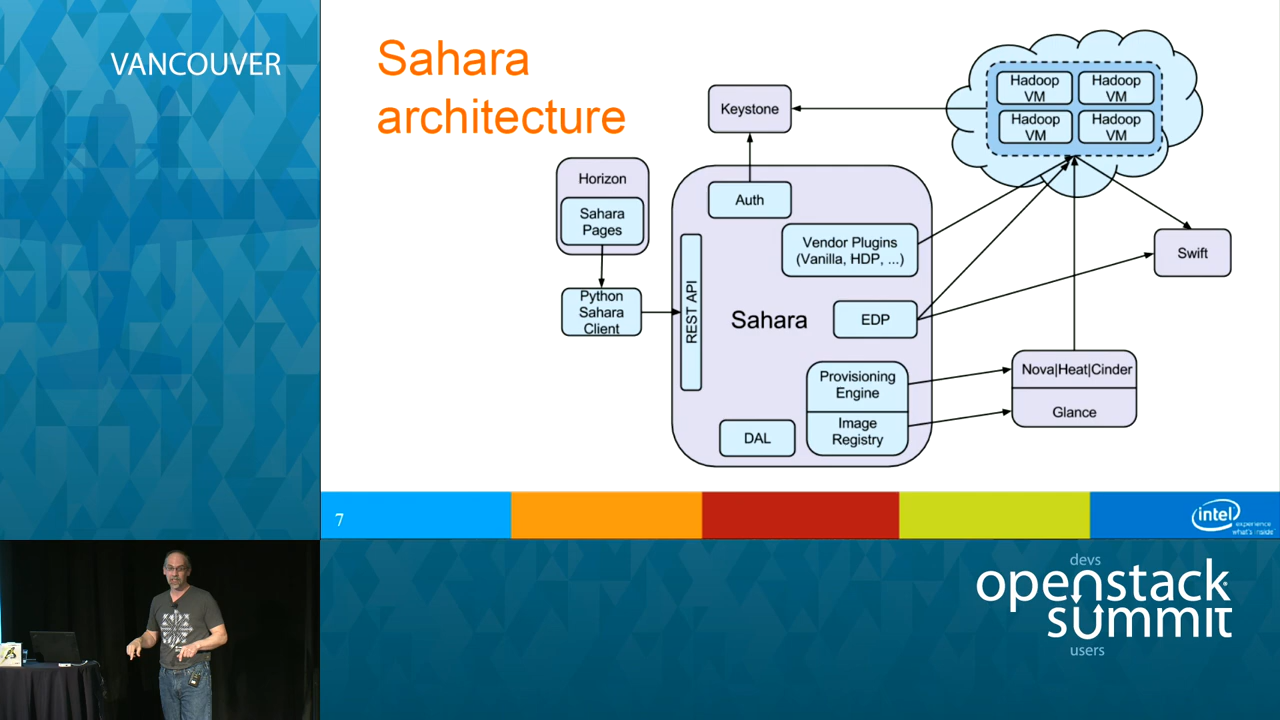 VANCOUVER
Sahara
architecture
Keystone
Hadoop
VM
Hadoop
VM
Hadoop
VM
Hadoop
VM
Horizon
Sahara
Pages
Auth
Vendor Plugins
(Vanilla, HDP, ...)
Swift
Python
Sahara
Client
REST API
Sahara
EDP
Provisioning
Engine
Image
Registry
DAL
Nova|Heat|Cinder
Glance
7
intel
experience
what's inside
devs
openstack
summit
users